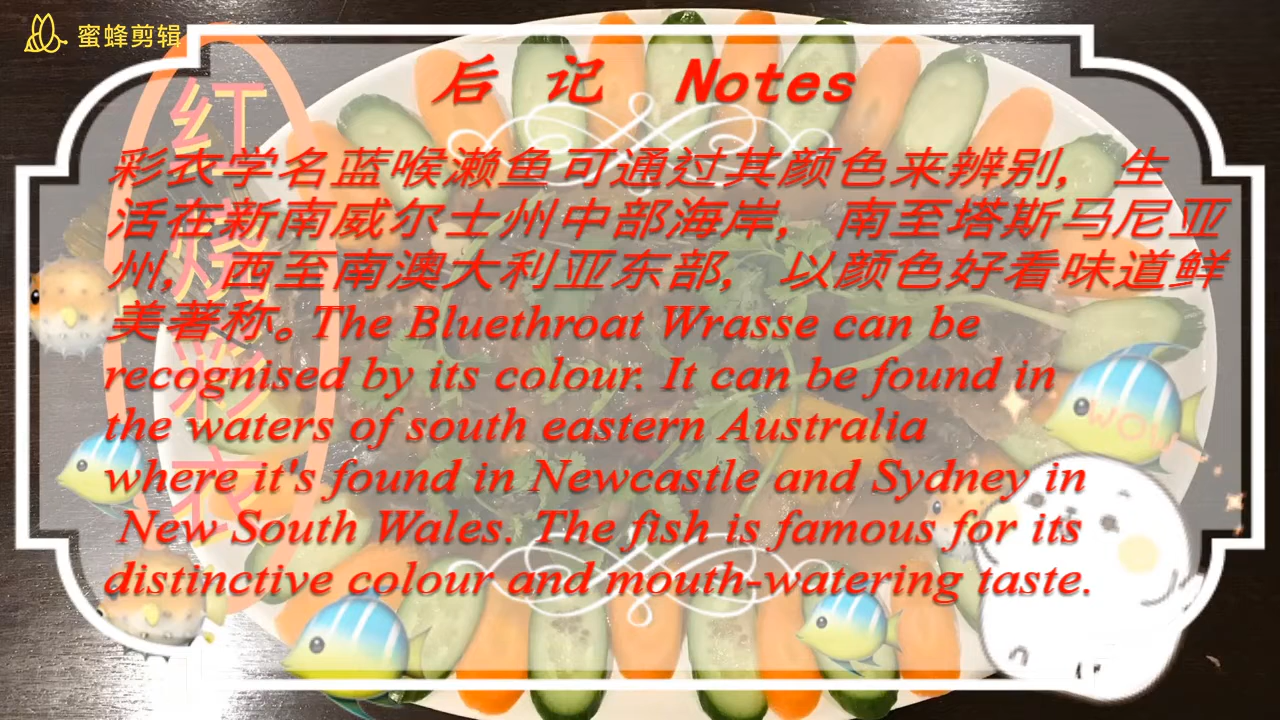 蜜蜂剪辑
红烧彩衣
后 记 Notes
彩衣学名蓝喉濑鱼可通过其颜色来辨别, 生
活在新南威尔士州中部海岸, 南至塔斯马尼亚
州, 西至南澳大利亚东部, 以颜色好看味道鲜
美著称。The Bluethroat Wrasse can be
recognised by its colour. It can be found in
the waters of south eastern Australia
where it's found in Newcastle and Sydney in
New South Wales. The fish is famous for its
distinctive colour and mouth-watering taste.
WOW